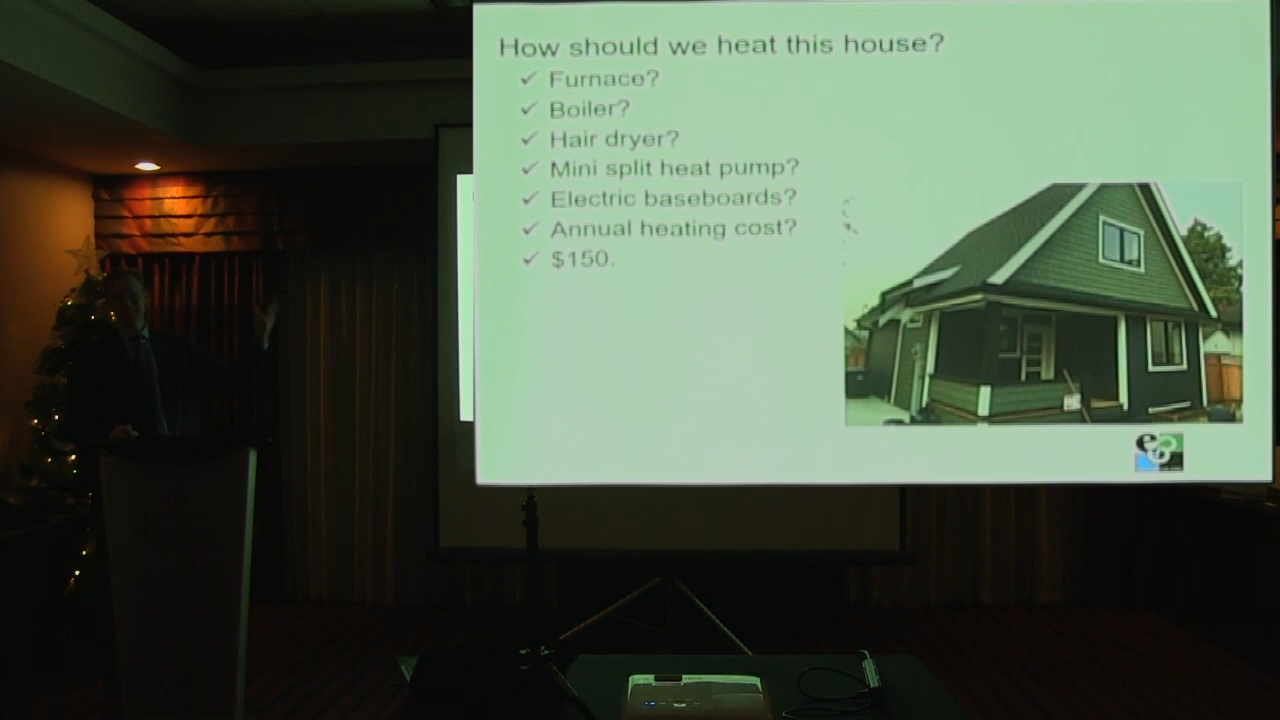 How should we heat this house?
✓ Furnace?
✓ Boiler?
✓ Hair dryer?
✓ Mini split heat pump?
✓ Electric baseboards?
✓ Annual heating cost?
✓ $150.